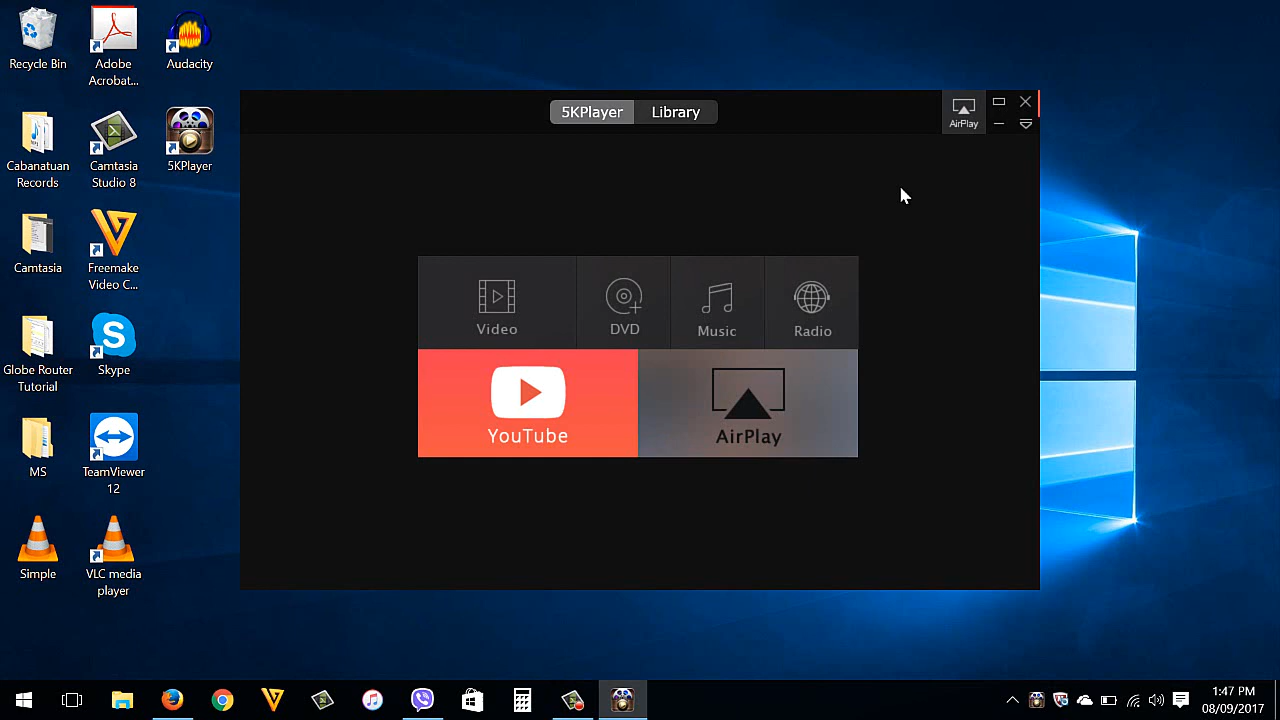 Recycle Bin
Adobe
Acrobat...
Audacity
Cabanatuan
Records
Camtasia
Studio 8
5KPlayer
Camtasia
Freemake
Video C...
Globe Router
Tutorial
Skype
MS
TeamViewer
12
Simple
VLC media
player
5KPlayer
Library
AirPlay
Video
DVD
Music
Radio
YouTube
AirPlay
1:47 PM
08/09/2017